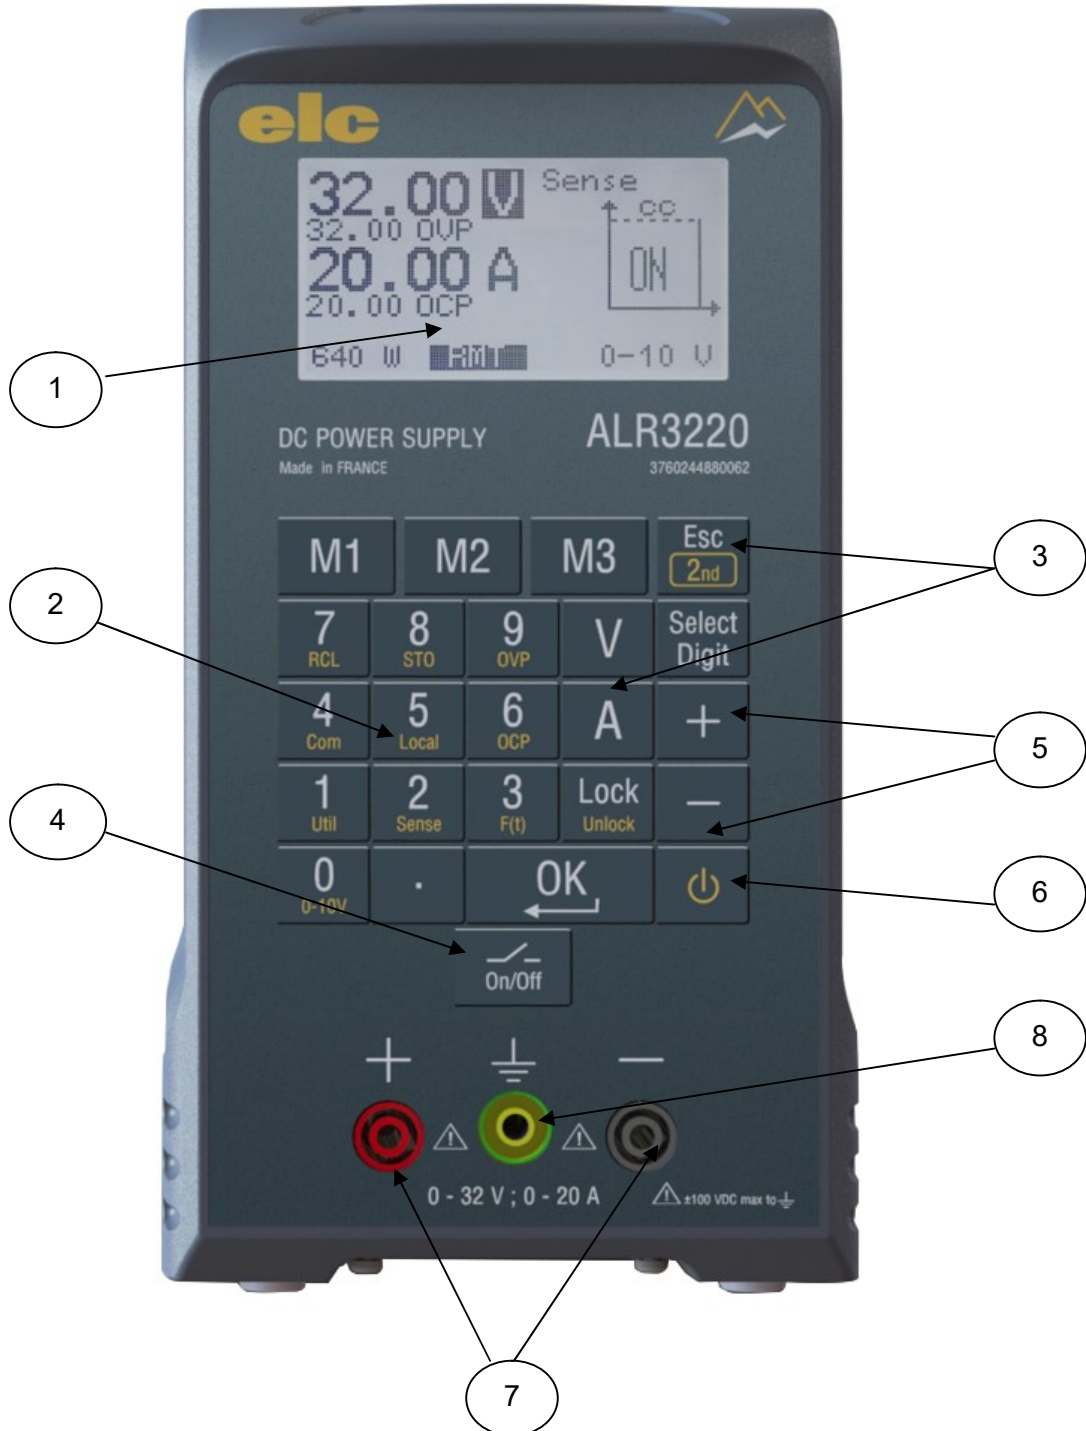 elc
32.00 V Sense
32.00 OVP
cc
20.00 A
ON
20.00 OCP
640 W
0-10 V
1
DC POWER SUPPLY
ALR3220
Made in FRANCE
3760244880062
M1 M2 M3 Esc
2nd
3
2
7 8 9 V Select
RCL STO OVP Digit
4 5 6 A +
Com Local OCP
5
1 2 3 Lock —
Util Sense F(t) Unlock
4
0 . OK
0-10V
6
On/Off
8
+ —
0 - 32 V ; 0 - 20 A
±100 VDC max to
7